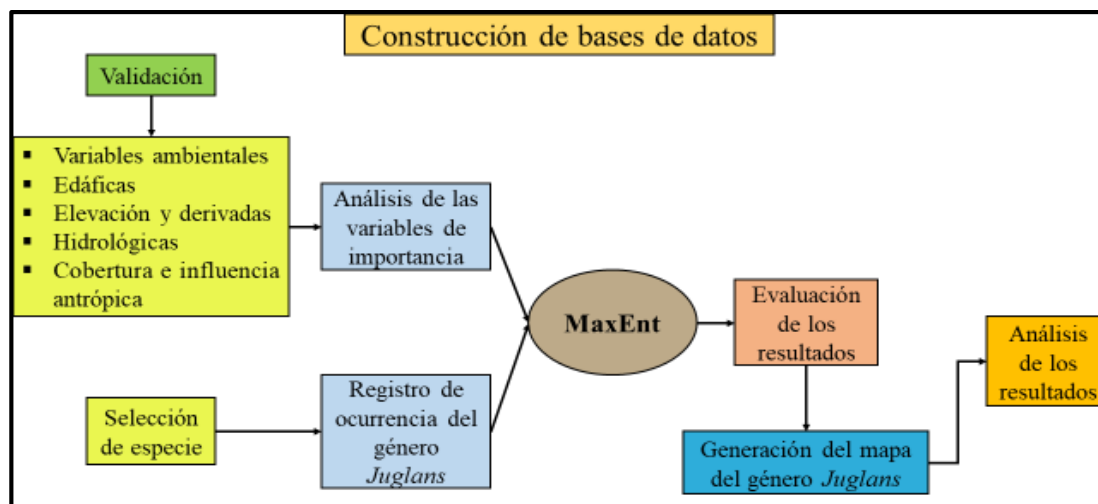 Construcción de bases de datos
Validación
▪ Variables ambientales
▪ Edáficas
▪ Elevación y derivadas
▪ Hidrológicas
▪ Cobertura e influencia
antrópica
Análisis de las
variables de
importancia
Selección
de especie
Registro de
ocurrencia del
género
Juglans
MaxEnt
Evaluación
de los
resultados
Generación del mapa
del género Juglans
Análisis
de los
resultados